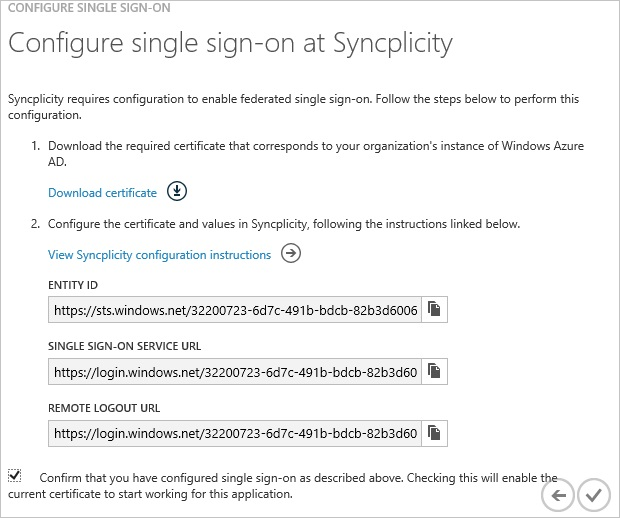 CONFIGURE SINGLE SIGN-ON
Configure single sign-on at Syncplicity
Syncplicity requires configuration to enable federated single sign-on. Follow the steps below to perform this
configuration.
1. Download the required certificate that corresponds to your organization's instance of Windows Azure
AD.
Download certificate
2. Configure the certificate and values in Syncplicity, following the instructions linked below.
View Syncplicity configuration instructions
ENTITY ID
https://sts.windows.net/32200723-6d7c-491b-bdcb-82b3d6006
SINGLE SIGN-ON SERVICE URL
https://login.windows.net/32200723-6d7c-491b-bdcb-82b3d60
REMOTE LOGOUT URL
https://login.windows.net/32200723-6d7c-491b-bdcb-82b3d60
Confirm that you have configured single sign-on as described above. Checking this will enable the
current certificate to start working for this application.